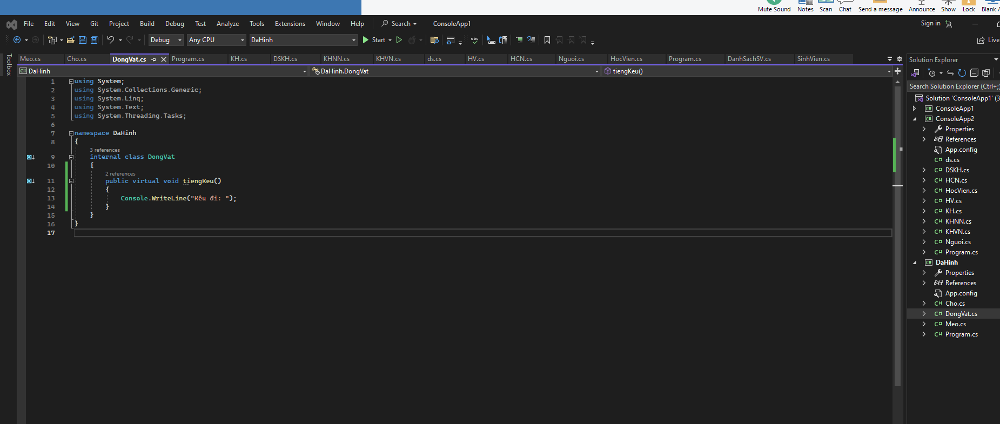 Mute Sound Notes Scan Chat Send a message Announce Show Lock Blank
File Edit View Git Project Build Debug Test Analyze Tools Extensions Window Help Search ConsoleApp1 Sign in
Debug Any CPU DaHinh Start abc Live
Toolbox
Meo.cs Cho.cs DongVat.cs Program.cs KH.cs DSKH.cs KHNN.cs KHVN.cs ds.cs HV.cs HCN.cs Nguoi.cs HocVien.cs Program.cs DanhSachSV.cs SinhVien.cs
C# DaHinh DaHinh.DongVat tiengKeu()
1 using System;
2 using System.Collections.Generic;
3 using System.Linq;
4 using System.Text;
5 using System.Threading.Tasks;
6
7 namespace DaHinh
8 {
3 references
9 internal class DongVat
10 {
2 references
11 public virtual void tiengKeu()
12 {
13 Console.WriteLine("Kêu đi: ");
14 }
15 }
16 }
17
Solution Explorer
Search Solution Explorer (Ctrl+;)
Solution 'ConsoleApp1' (3
C# ConsoleApp1
C# ConsoleApp2
Properties
References
App.config
C# ds.cs
C# DSKH.cs
C# HCN.cs
C# HocVien.cs
C# HV.cs
C# KH.cs
C# KHNN.cs
C# KHVN.cs
C# Nguoi.cs
C# Program.cs
C# DaHinh
Properties
References
App.config
C# Cho.cs
C# DongVat.cs
C# Meo.cs
C# Program.cs